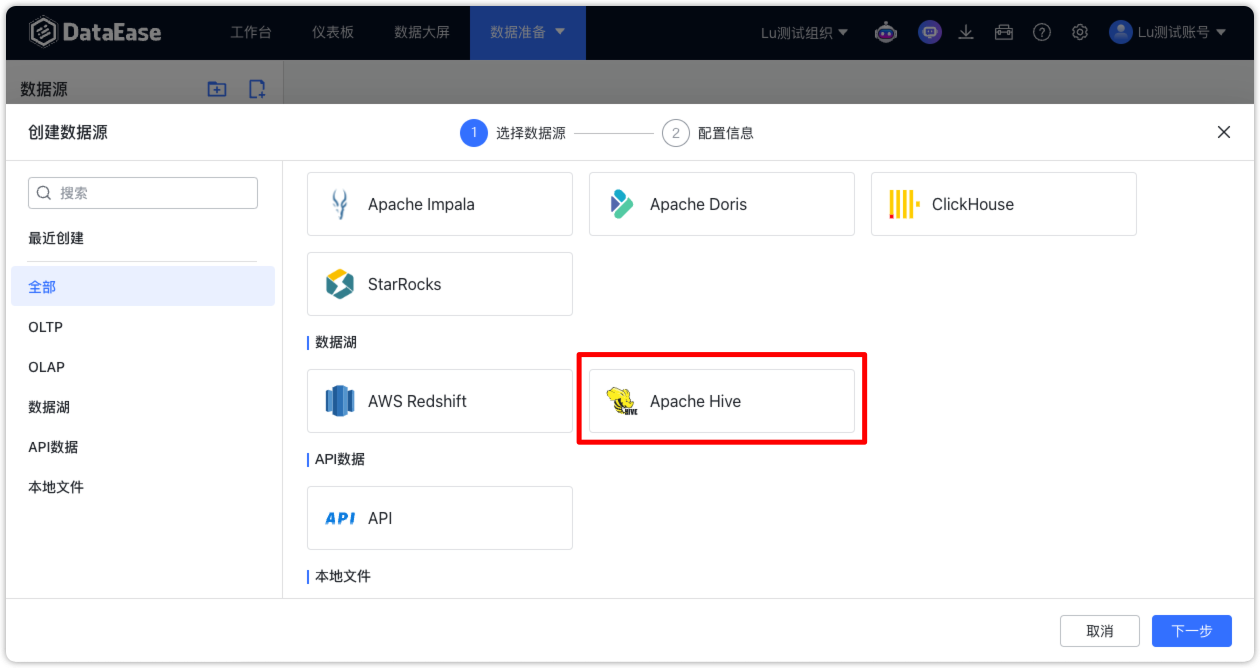 DataEase 工作台 仪表板 数据大屏 数据准备 Lu测试组织 Lu测试账号
数据源
创建数据源 1 选择数据源 2 配置信息
搜索
最近创建
全部
OLTP
OLAP
数据湖
API数据
本地文件
Apache Impala Apache Doris ClickHouse
StarRocks
数据湖
AWS Redshift HIVE Apache Hive
API数据
API API
本地文件
取消 下一步